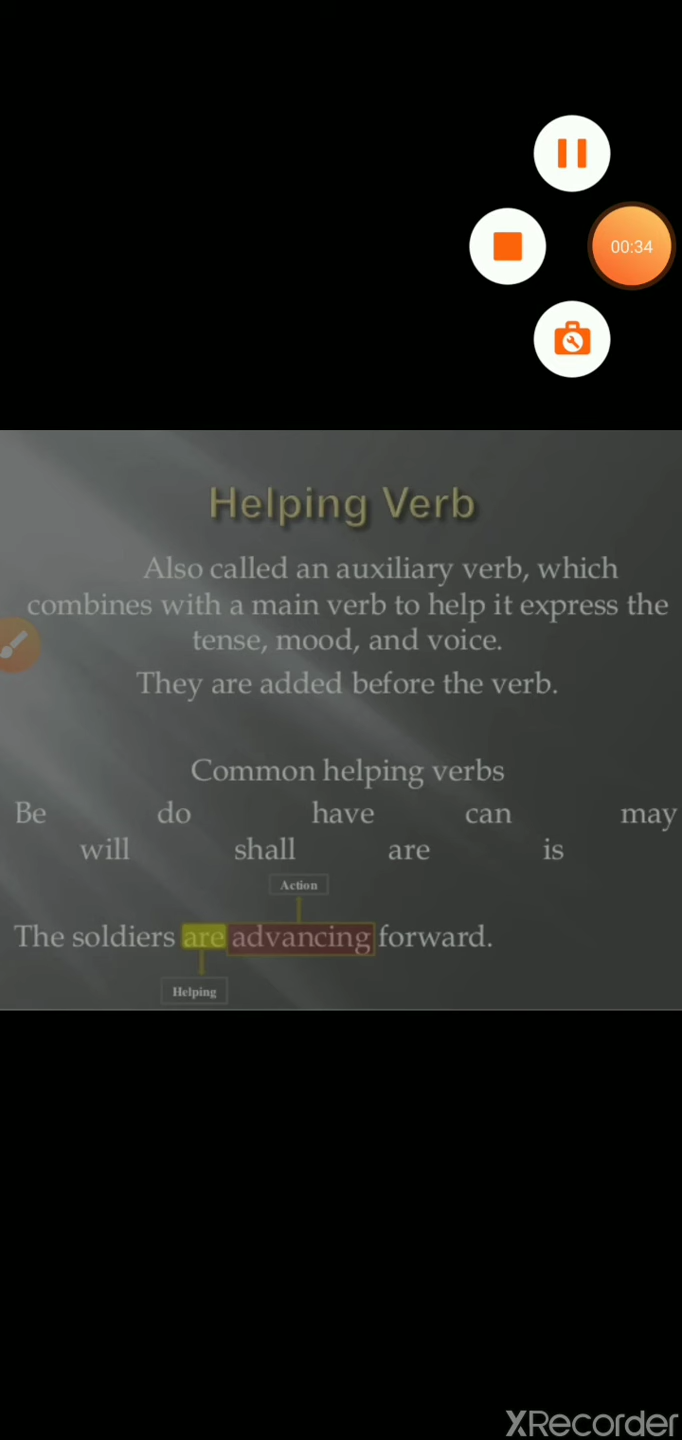 00:34
Helping Verb
Also called an auxiliary verb, which
combines with a main verb to help it express the
tense, mood, and voice.
They are added before the verb.
Common helping verbs
Be do have can may
will shall are is
Action
The soldiers are advancing forward.
Helping
XRecorder